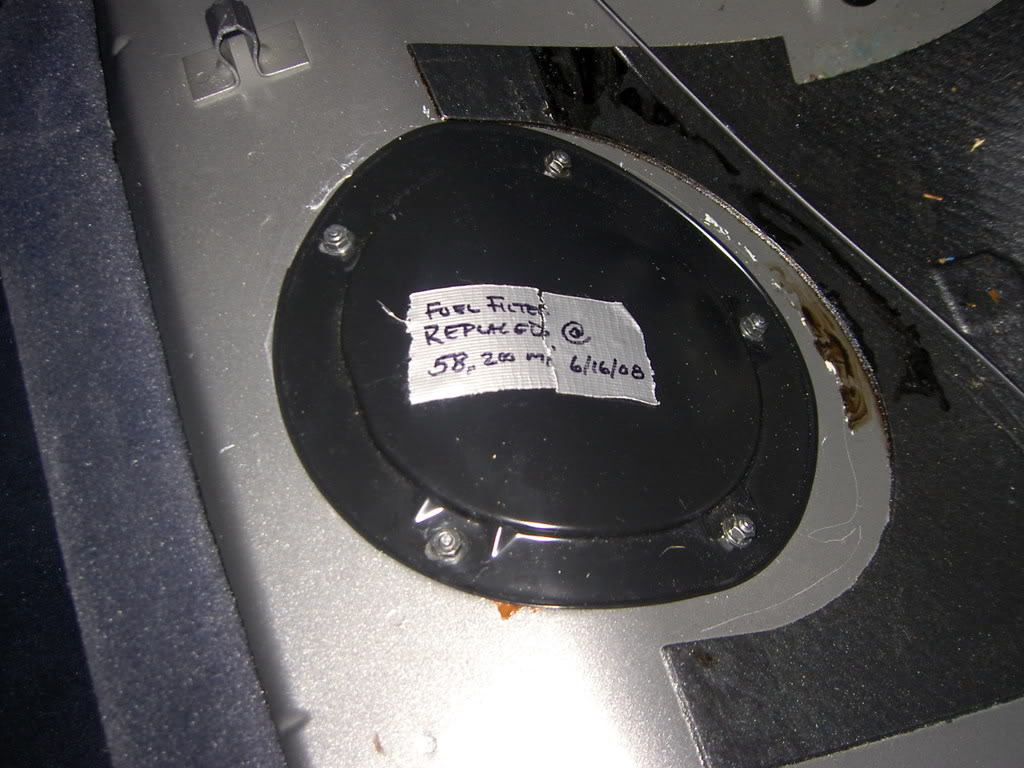 FUEL FILTER
REPLACED @
58,200 mi, 6/16/08